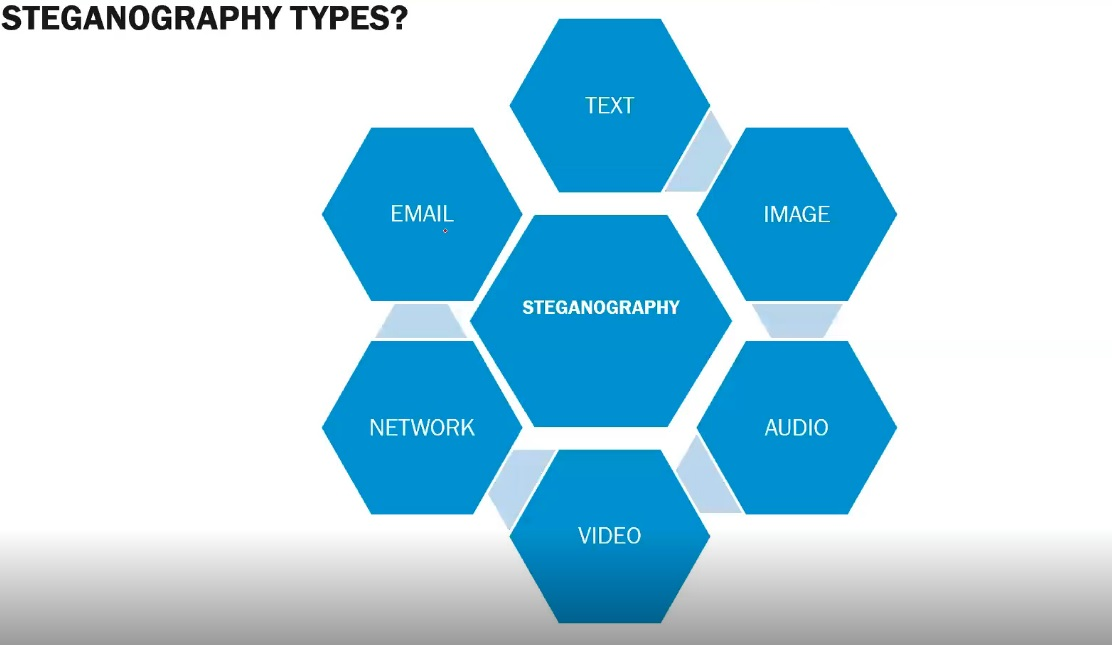 STEGANOGRAPHY TYPES?
TEXT
EMAIL
IMAGE
STEGANOGRAPHY
NETWORK
AUDIO
VIDEO